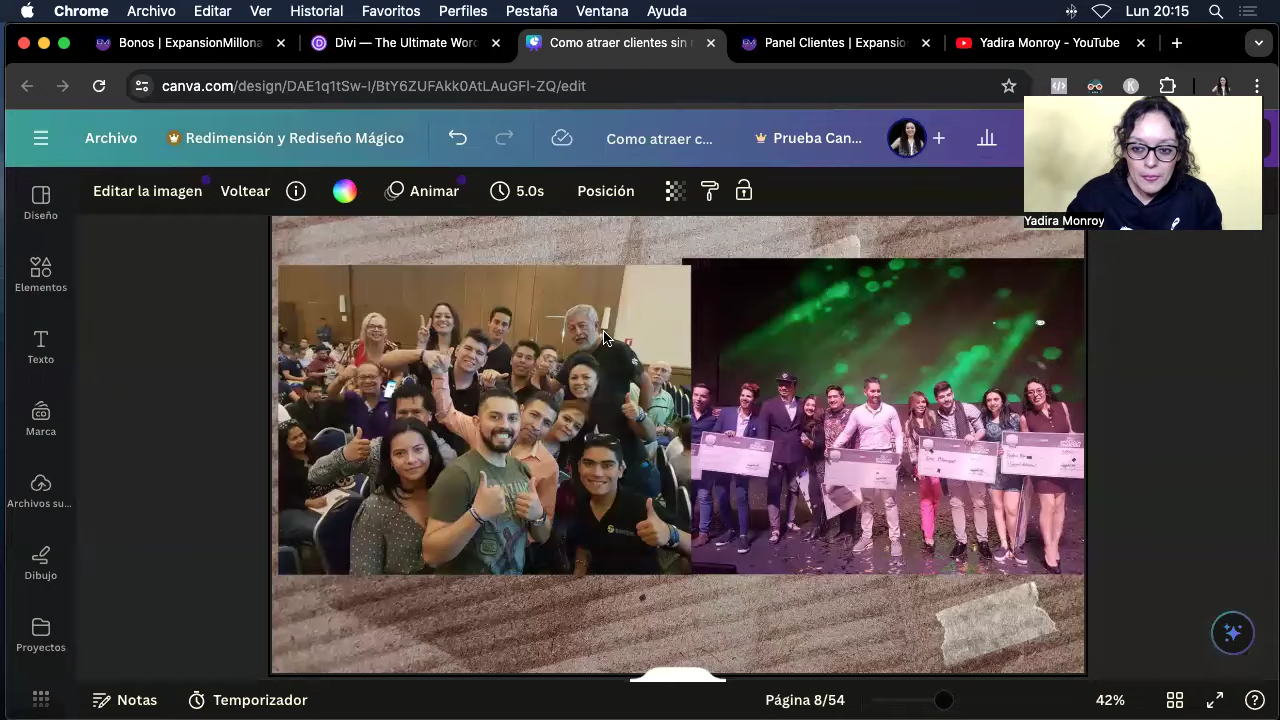 Chrome Archivo Editar Ver Historial Favoritos Perfiles Pestaña Ventana Ayuda Lun 20:15
Bonos | ExpansionMillona Divi — The Ultimate Wor Como atraer clientes sin Panel Clientes | Expansio Yadira Monroy - YouTube
canva.com/design/DAE1q1tSw-I/BtY6ZUFAkk0AtLAuGFI-ZQ/edit
Archivo Redimensión y Rediseño Mágico Como atraer c... Prueba Can...
Editar la imagen Voltear Animar 5.0s Posición
Yadira Monroy
Diseño
Elementos
Texto
Marca
Archivos su...
Dibujo
Proyectos
Notas Temporizador Página 8/54 42%